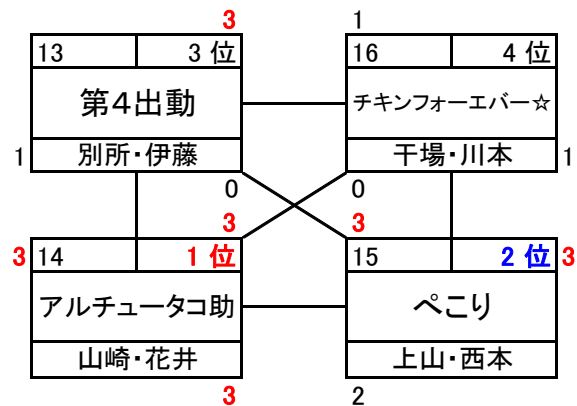 3 1
13 3 位 16 4 位
第4出動 チキンフォーエバー☆
1 別所・伊藤 干場・川本 1
0 0
3 3
3 14 1 位 15 2 位 3
アルチュータコ助 ぺこり
山崎・花井 上山・西本
3 2